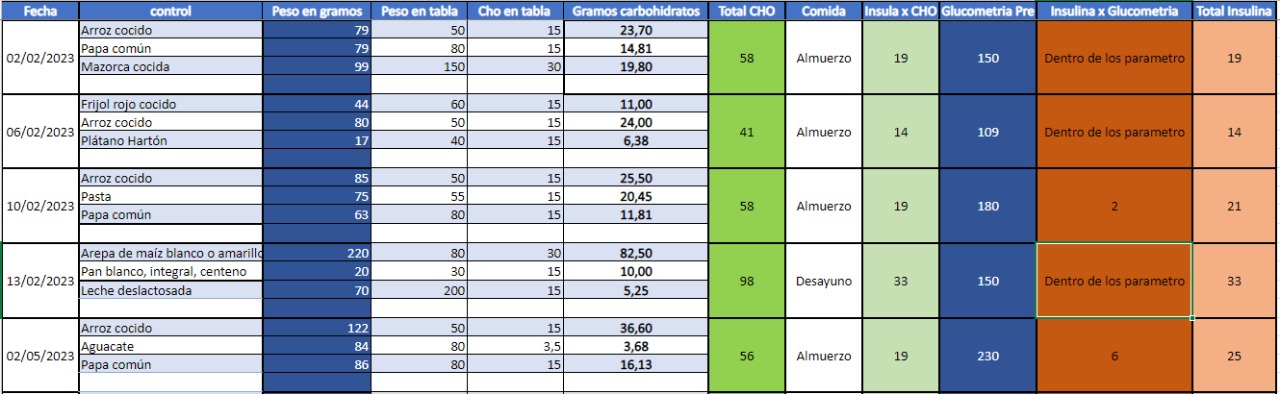 Fecha control Peso en gramos Peso en tabla Cho en tabla Gramos carbohidratos Total CHO Comida Insula x CHO Glucometria Pre Insulina x Glucometria Total Insulina
Arroz cocido 79 50 15 23,70
Papa común 79 80 15 14,81
02/02/2023 Mazorca cocida 99 150 30 19,80 58 Almuerzo 19 150 Dentro de los parametro 19
Frijol rojo cocido 44 60 15 11,00
06/02/2023 Arroz cocido 80 50 15 24,00 41 Almuerzo 14 109 Dentro de los parametro 14
Plátano Hartón 17 40 15 6,38
Arroz cocido 85 50 15 25,50
Pasta 75 55 15 20,45
10/02/2023 Papa común 63 80 15 11,81 58 Almuerzo 19 180 2 21
Arepa de maíz blanco o amarillo 220 80 30 82,50
Pan blanco, integral, centeno 20 30 15 10,00
13/02/2023 Leche deslactosada 70 200 15 5,25 98 Desayuno 33 150 Dentro de los parametro 33
Arroz cocido 122 50 15 36,60
Aguacate 84 80 3,5 3,68
02/05/2023 Papa común 86 80 15 16,13 56 Almuerzo 19 230 6 25